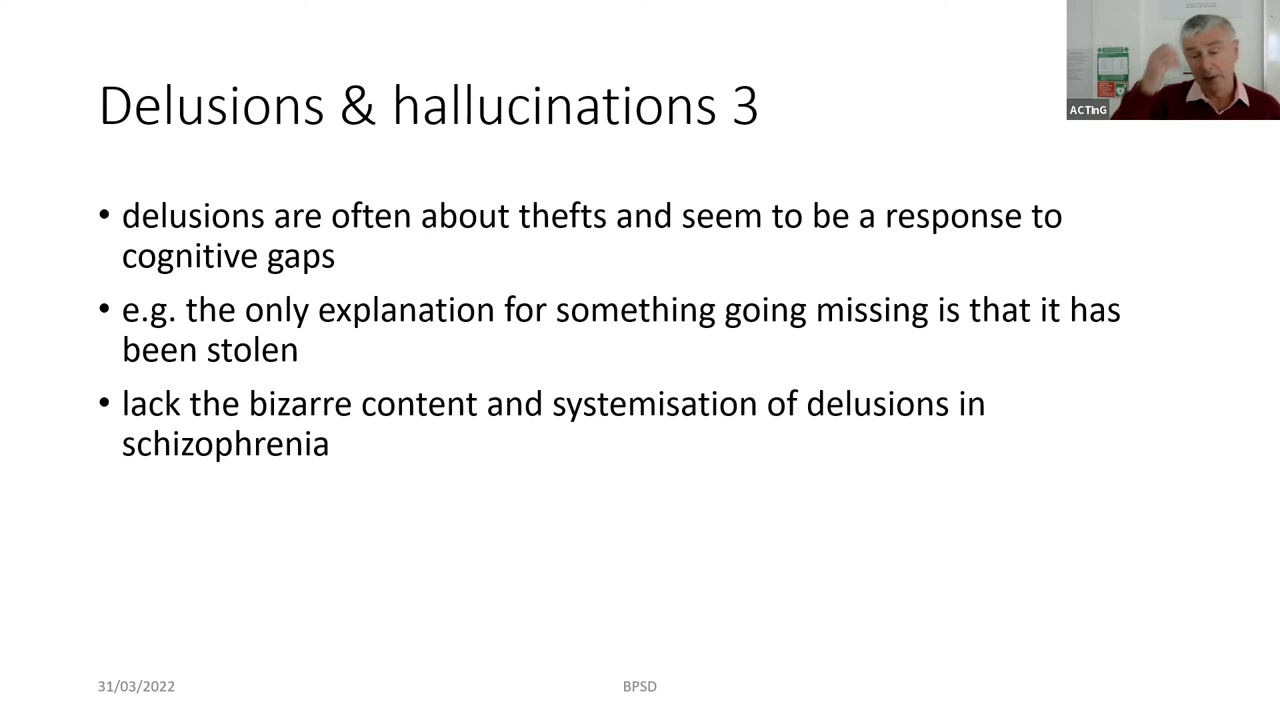 Delusions & hallucinations 3
ACTInG
• delusions are often about thefts and seem to be a response to
cognitive gaps
• e.g. the only explanation for something going missing is that it has
been stolen
• lack the bizarre content and systemisation of delusions in
schizophrenia
31/03/2022
BPSD